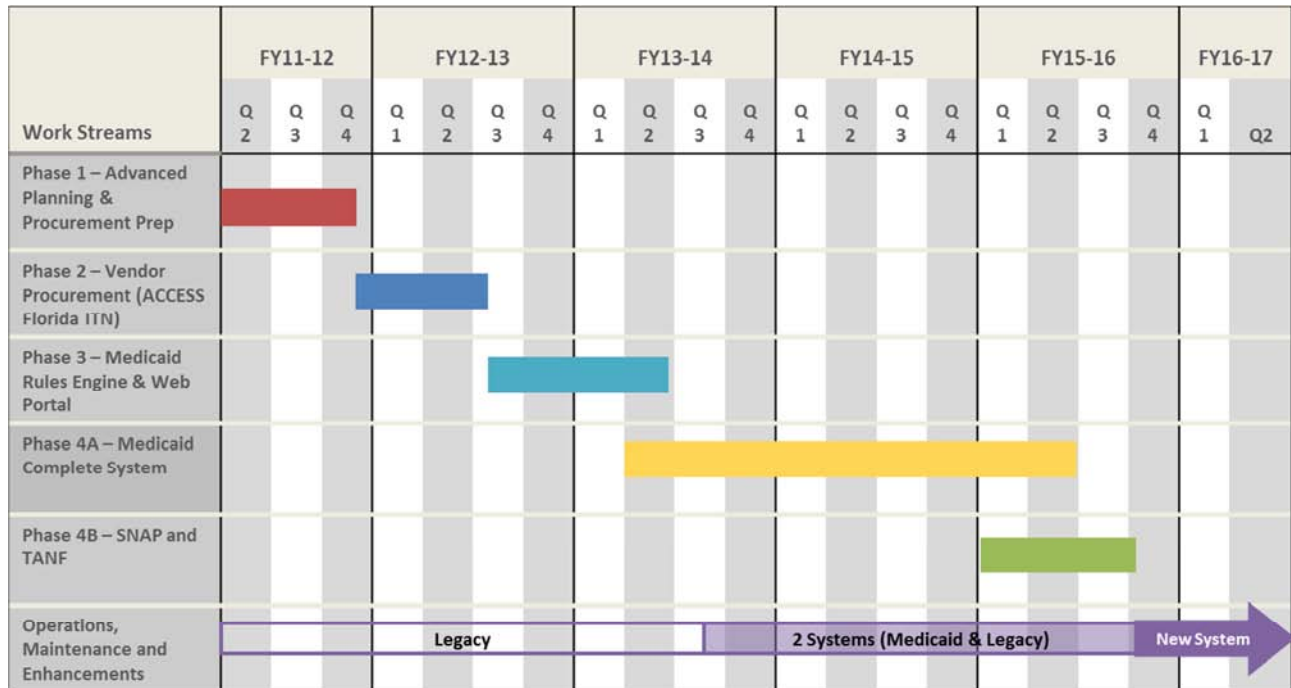 FY11-12 FY12-13 FY13-14 FY14-15 FY15-16 FY16-17
Work Streams
Q 2 Q 3 Q 4 Q 1 Q 2 Q 3 Q 4 Q 1 Q 2 Q 3 Q 4 Q 1 Q 2 Q 3 Q 4 Q 1 Q 2 Q 3 Q 4 Q 1 Q2
Phase 1 – Advanced
Planning &
Procurement Prep
Phase 2 – Vendor
Procurement (ACCESS
Florida ITN)
Phase 3 – Medicaid
Rules Engine & Web
Portal
Phase 4A – Medicaid
Complete System
Phase 4B – SNAP and
TANF
Operations,
Maintenance and
Enhancements
Legacy
2 Systems (Medicaid & Legacy)
New System